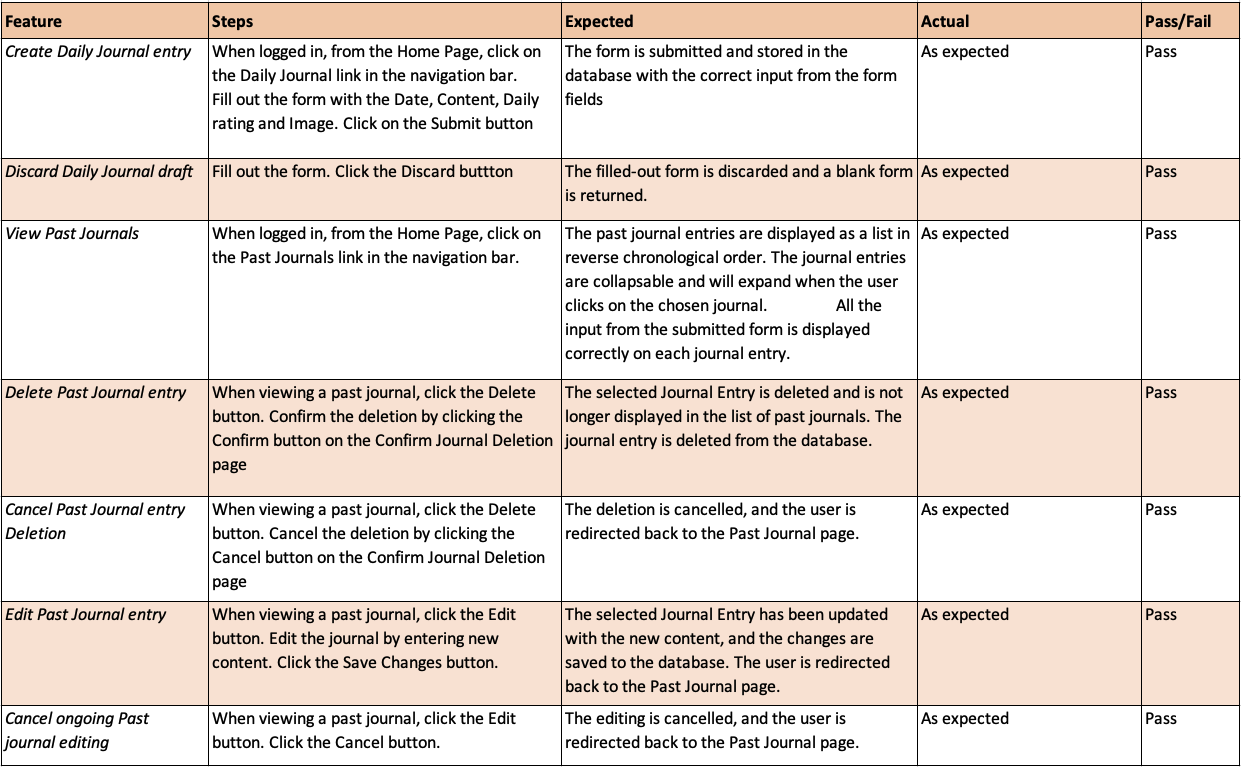 Feature Steps Expected Actual Pass/Fail
Create Daily Journal entry
When logged in, from the Home Page, click on
the Daily Journal link in the navigation bar.
Fill out the form with the Date, Content, Daily
rating and Image. Click on the Submit button
The form is submitted and stored in the
database with the correct input from the form
fields
As expected
Pass
Discard Daily Journal draft
Fill out the form. Click the Discard buttton
The filled-out form is discarded and a blank form
is returned.
As expected
Pass
View Past Journals
When logged in, from the Home Page, click on
the Past Journals link in the navigation bar.
The past journal entries are displayed as a list in
reverse chronological order. The journal entries
are collapsable and will expand when the user
clicks on the chosen journal. All the
input from the submitted form is displayed
correctly on each journal entry.
As expected
Pass
Delete Past Journal entry
When viewing a past journal, click the Delete
button. Confirm the deletion by clicking the
Confirm button on the Confirm Journal Deletion
page
The selected Journal Entry is deleted and is not
longer displayed in the list of past journals. The
journal entry is deleted from the database.
As expected
Pass
Cancel Past Journal entry
Deletion
When viewing a past journal, click the Delete
button. Cancel the deletion by clicking the
Cancel button on the Confirm Journal Deletion
page
The deletion is cancelled, and the user is
redirected back to the Past Journal page.
As expected
Pass
Edit Past Journal entry
When viewing a past journal, click the Edit
button. Edit the journal by entering new
content. Click the Save Changes button.
The selected Journal Entry has been updated
with the new content, and the changes are
saved to the database. The user is redirected
back to the Past Journal page.
As expected
Pass
Cancel ongoing Past
journal editing
When viewing a past journal, click the Edit
button. Click the Cancel button.
The editing is cancelled, and the user is
redirected back to the Past Journal page.
As expected
Pass